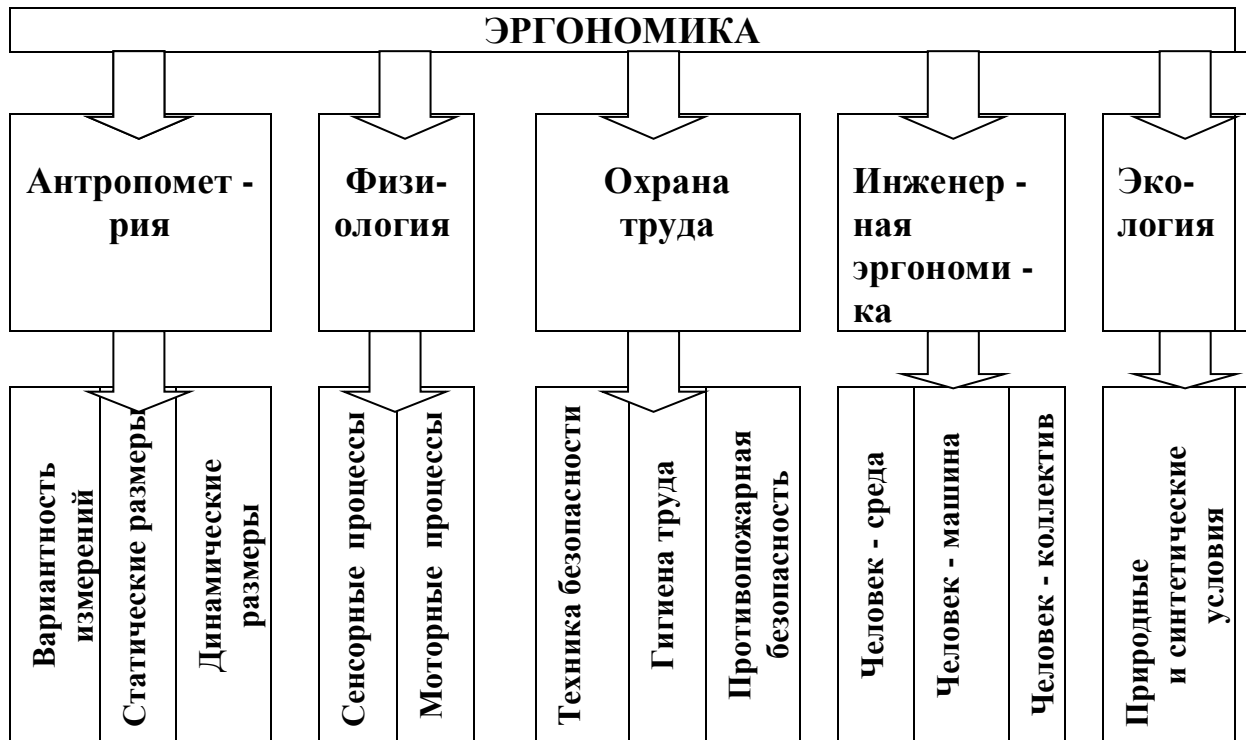 ЭРГОНОМИКА
Антропомет -
рия
Физи-
ология
Охрана
труда
Инженер -
ная
эргономи -
ка
Эко-
логия
Вариантность
измерений
Статические размеры
Динамические
размеры
Сенсорные процессы
Моторные процессы
Техника безопасности
Гигиена труда
Противопожарная
безопасность
Человек - среда
Человек - машина
Человек - коллектив
Природные
и синтетические
условия